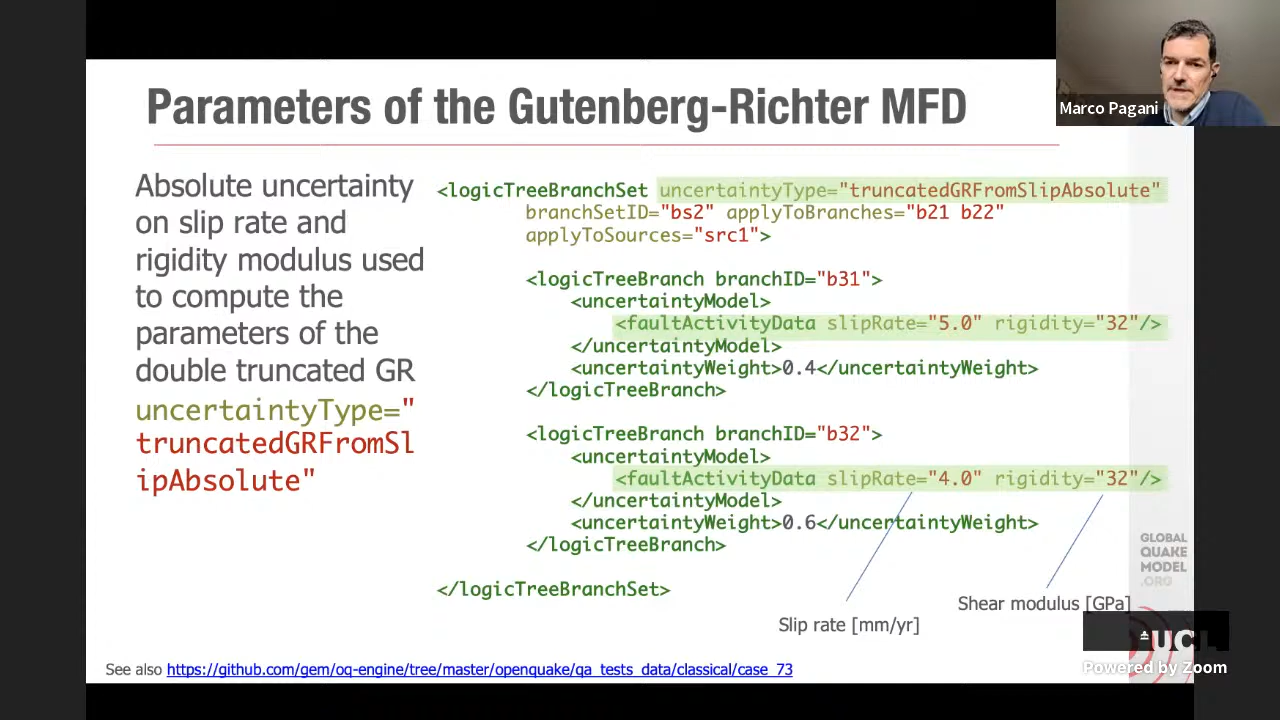 Parameters of the Gutenberg-Richter MFD
Marco Pagani
Absolute uncertainty
on slip rate and
rigidity modulus used
to compute the
parameters of the
double truncated GR
uncertaintyType="
truncatedGRFromSl
ipAbsolute"
<logicTreeBranchSet uncertaintyType="truncatedGRFromSlipAbsolute"
branchSetID="bs2" applyToBranches="b21 b22"
applyToSources="src1">
<logicTreeBranch branchID="b31">
<uncertaintyModel>
<faultActivityData slipRate="5.0" rigidity="32"/>
</uncertaintyModel>
<uncertaintyWeight>0.4</uncertaintyWeight>
</logicTreeBranch>
<logicTreeBranch branchID="b32">
<uncertaintyModel>
<faultActivityData slipRate="4.0" rigidity="32"/>
</uncertaintyModel>
<uncertaintyWeight>0.6</uncertaintyWeight>
</logicTreeBranch>
</logicTreeBranchSet>
Slip rate [mm/yr]
Shear modulus [GPa]
GLOBAL
QUAKE
MODEL
.ORG
UCL
Powered by Zoom
See also https://github.com/gem/oq-engine/tree/master/openquake/qa_tests_data/classical/case_73